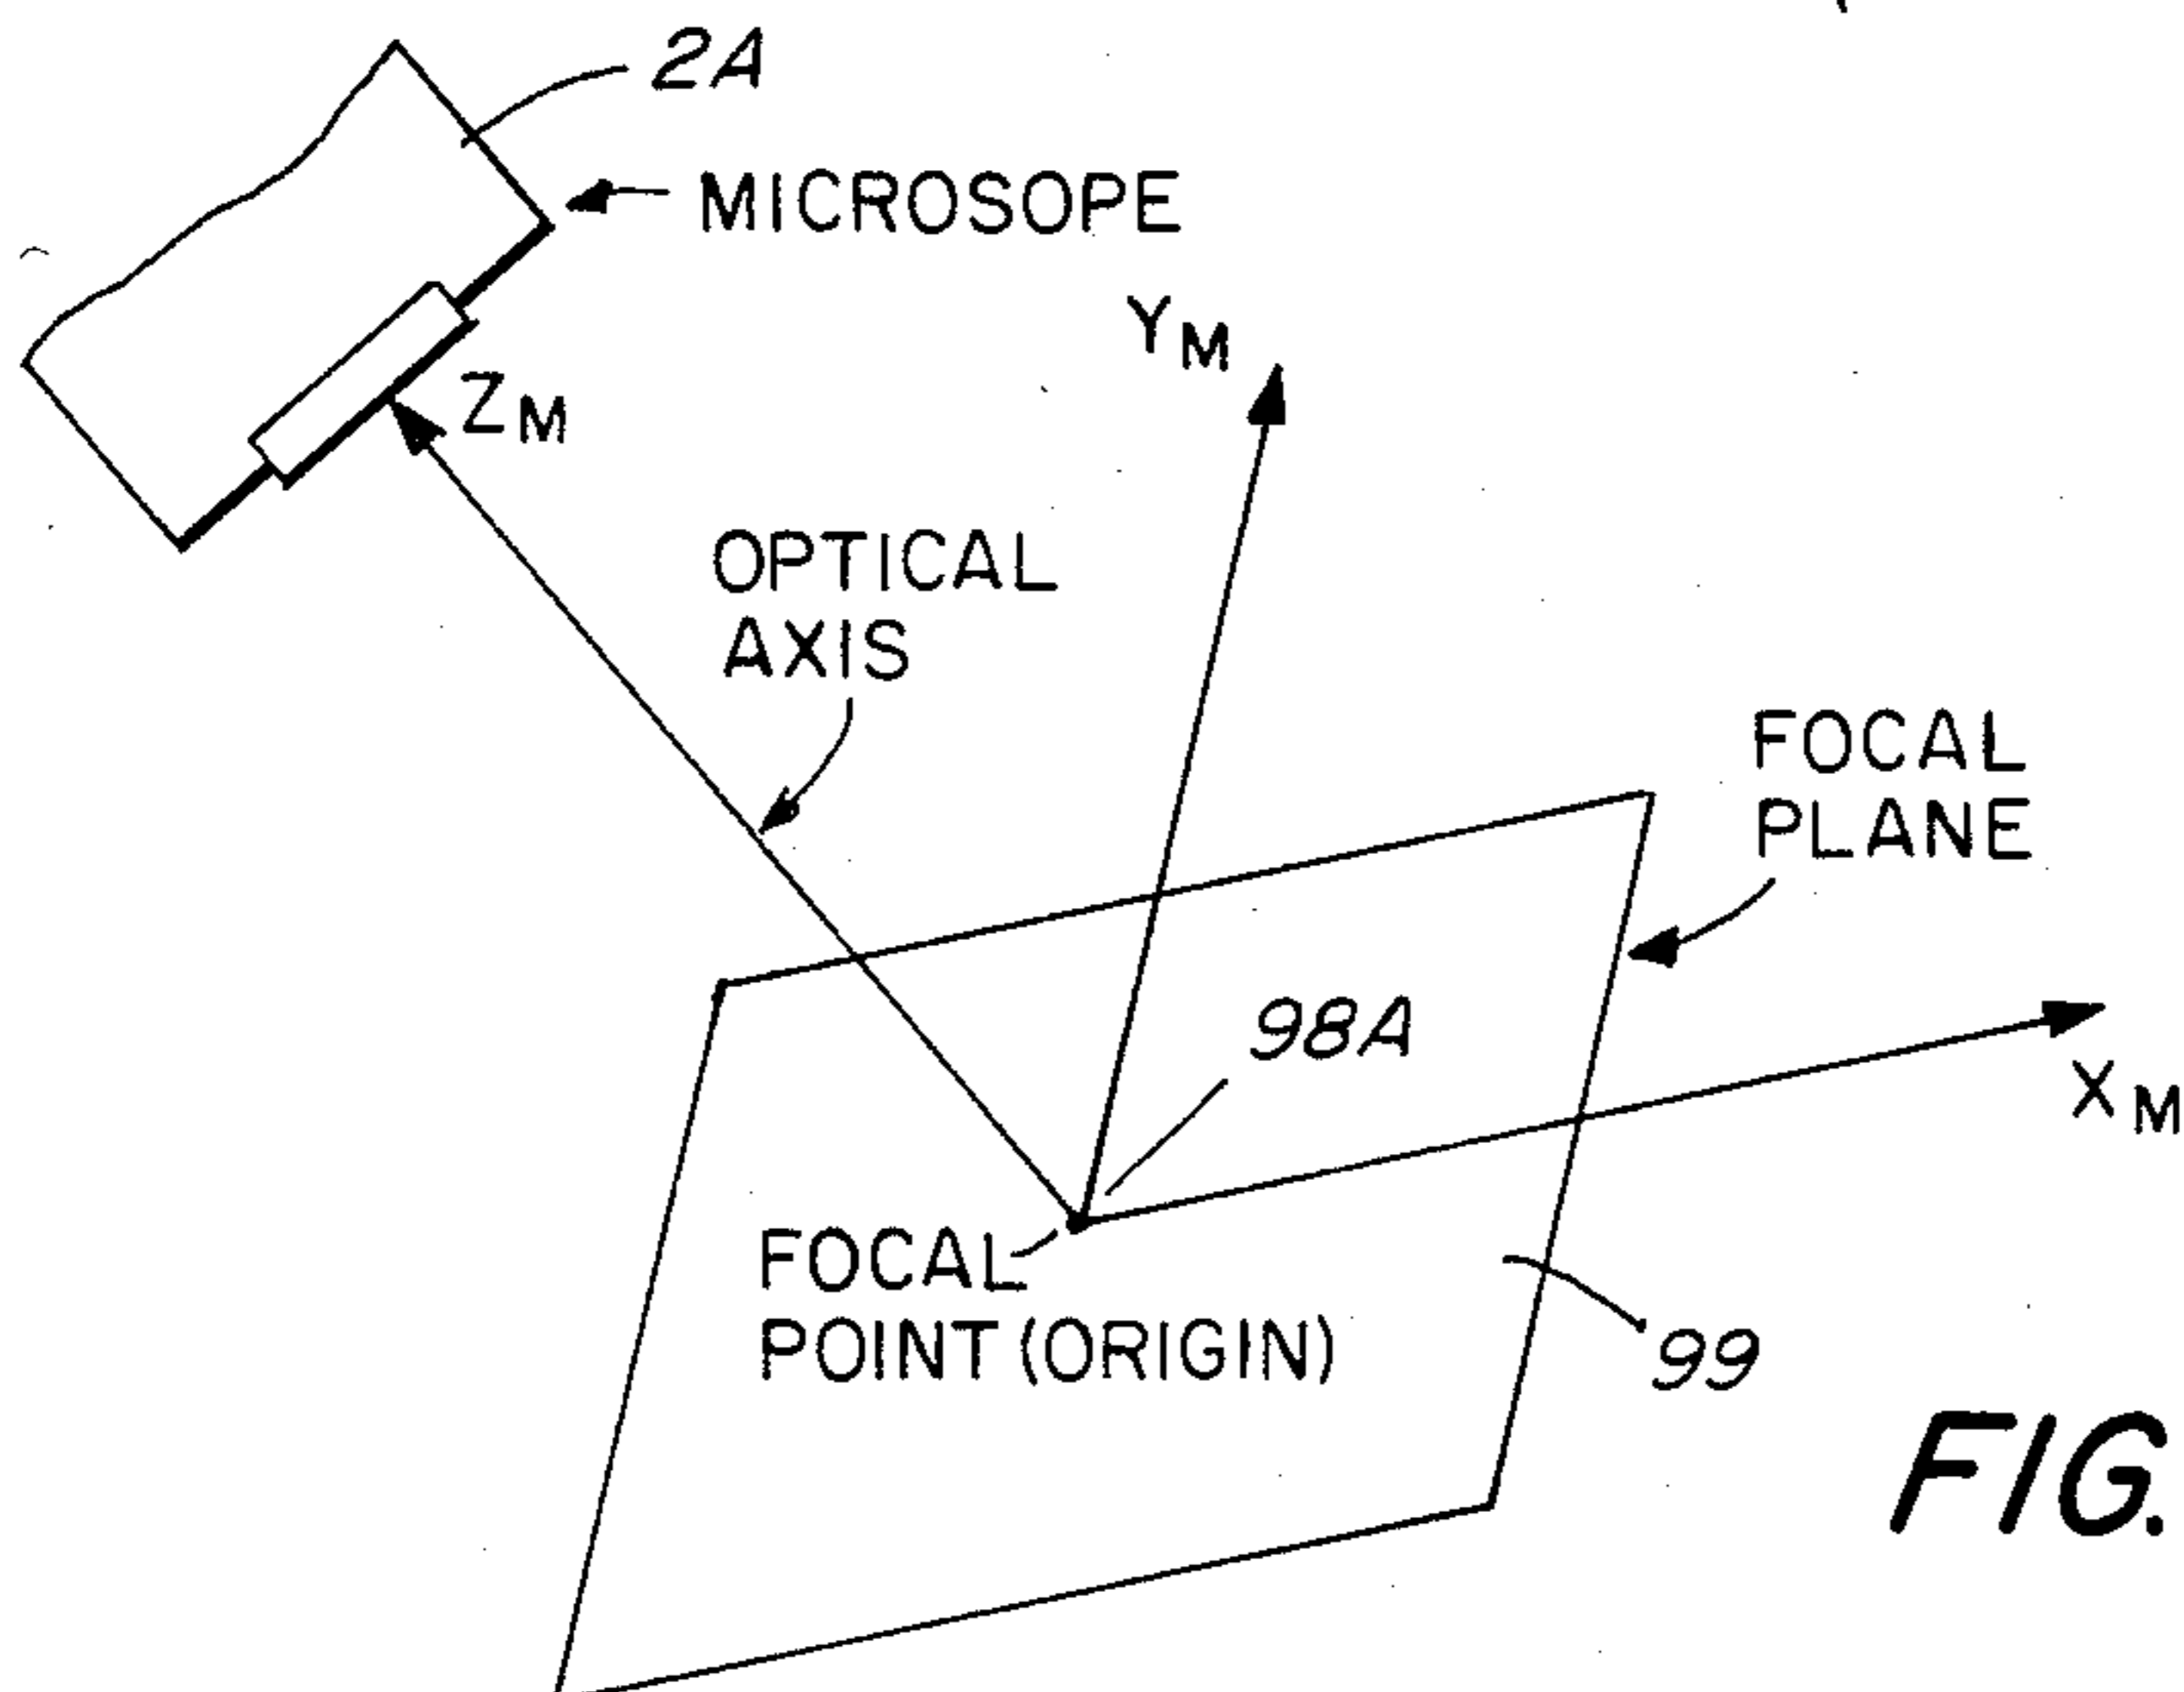 2A
MICROSOPE
YM
ZM
OPTICAL
AXIS
FOCAL
PLANE
98A
XM
FOCAL
POINT (ORIGIN)
99
FIG.